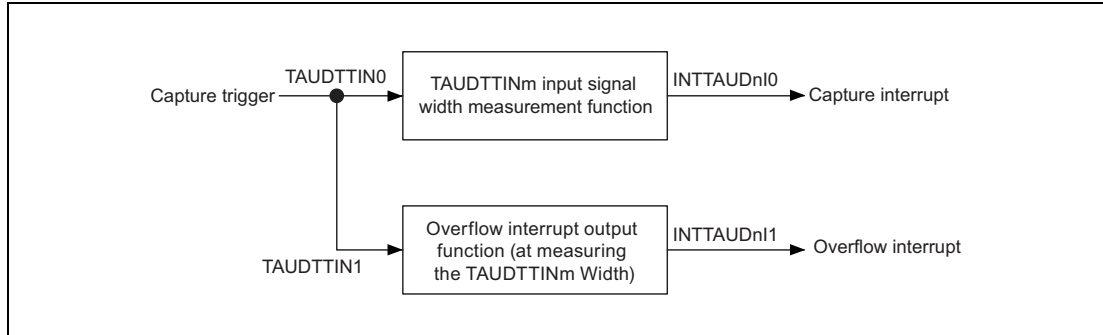 TAUDTTIN0
Capture trigger
TAUDTTINm input signal
width measurement function
INTTAUDnI0
Capture interrupt
TAUDTTIN1
Overflow interrupt output
function (at measuring
the TAUDTTINm Width)
INTTAUDnI1
Overflow interrupt